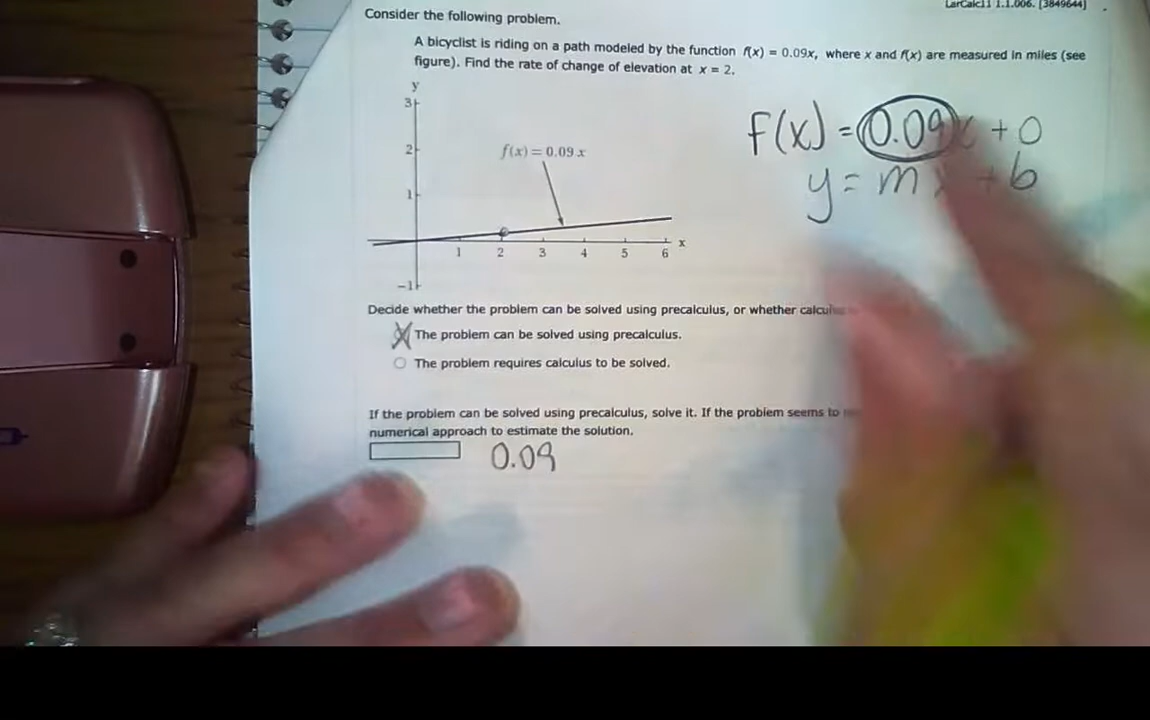 LarCalc11 1.1.006. [3849644]
Consider the following problem.
A bicyclist is riding on a path modeled by the function f(x) = 0.09x, where x and f(x) are measured in miles (see
figure). Find the rate of change of elevation at x = 2.
y
3
f(x) = 0.09x + 0
2
f(x) = 0.09 x
y = m + b
1
x
1 2 3 4 5 6
-1
Decide whether the problem can be solved using precalculus, or whether
X The problem can be solved using precalculus.
The problem requires calculus to be solved.
If the problem can be solved using precalculus, solve it. If the problem seems to
numerical approach to estimate the solution.
0.09